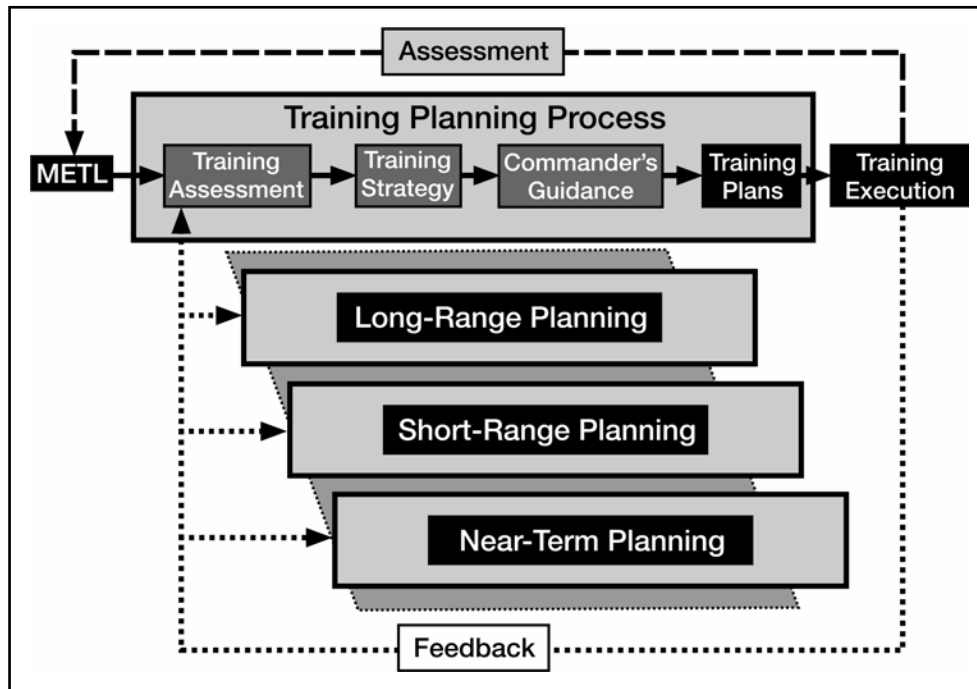 Assessment
Training Planning Process
METL
Training
Assessment
Training
Strategy
Commander's
Guidance
Training
Plans
Training
Execution
Long-Range Planning
Short-Range Planning
Near-Term Planning
Feedback